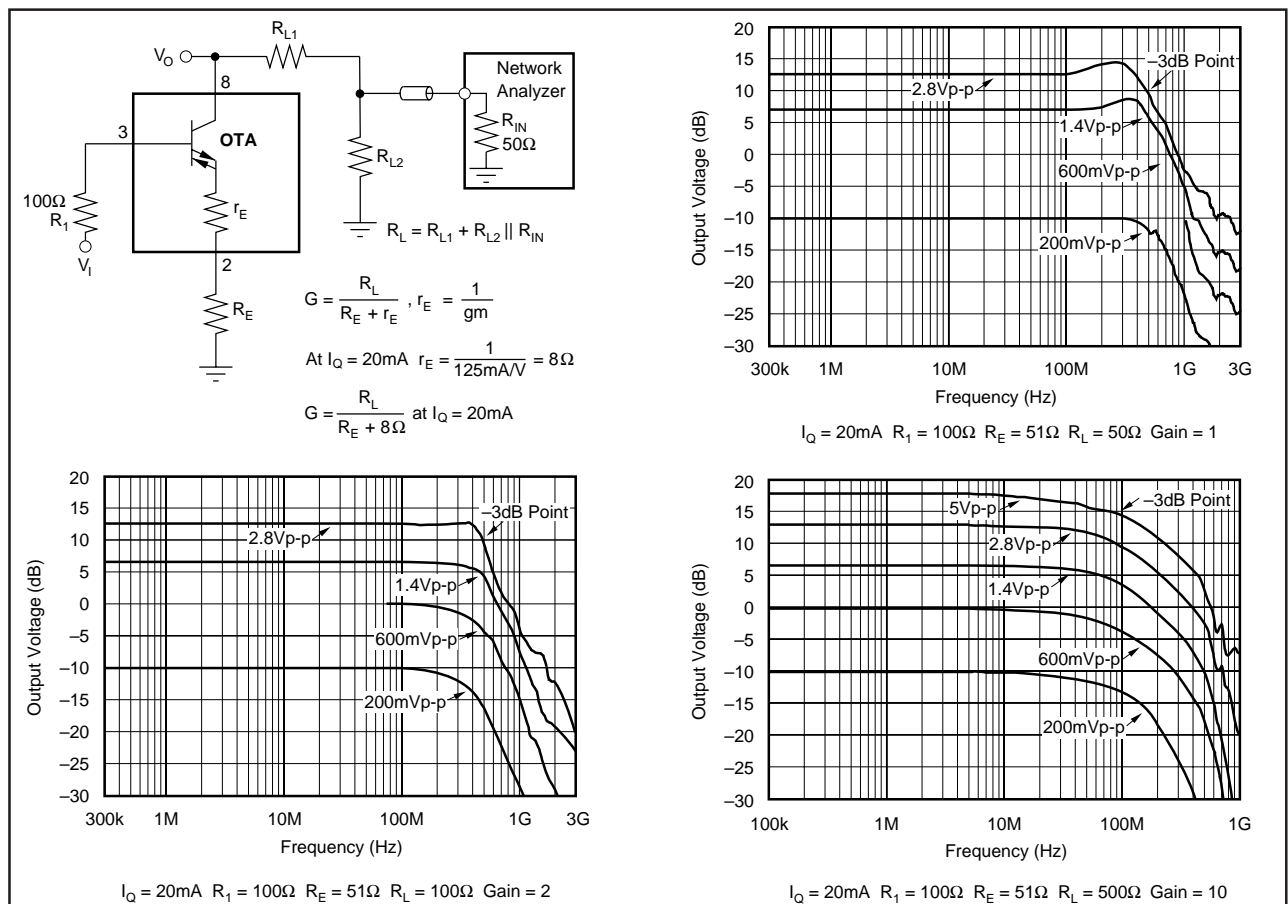 R_L1
V_O
8
3
OTA
100Ω
R_1
V_I
r_E
2
R_E
R_L2
Network
Analyzer
R_IN
50Ω
R_L = R_L1 + R_L2 || R_IN
G = R_L / (R_E + r_E) , r_E = 1 / gm
At I_Q = 20mA r_E = 1 / 125mA/V = 8Ω
G = R_L / (R_E + 8Ω) at I_Q = 20mA
20
15
10
5
0
–5
–10
–15
–20
–25
–30
Output Voltage (dB)
–3dB Point
2.8Vp-p
1.4Vp-p
600mVp-p
200mVp-p
300k 1M 10M 100M 1G 3G
Frequency (Hz)
I_Q = 20mA R_1 = 100Ω R_E = 51Ω R_L = 50Ω Gain = 1
20
15
10
5
0
–5
–10
–15
–20
–25
–30
Output Voltage (dB)
–3dB Point
2.8Vp-p
1.4Vp-p
600mVp-p
200mVp-p
300k 1M 10M 100M 1G 3G
Frequency (Hz)
I_Q = 20mA R_1 = 100Ω R_E = 51Ω R_L = 100Ω Gain = 2
20
15
10
5
0
–5
–10
–15
–20
–25
–30
Output Voltage (dB)
5Vp-p
–3dB Point
2.8Vp-p
1.4Vp-p
600mVp-p
200mVp-p
100k 1M 10M 100M 1G
Frequency (Hz)
I_Q = 20mA R_1 = 100Ω R_E = 51Ω R_L = 500Ω Gain = 10